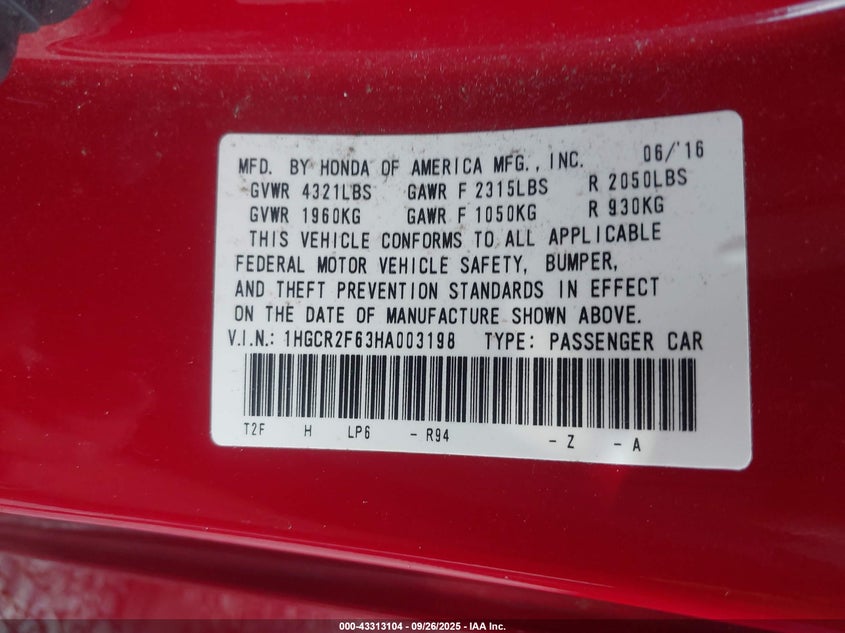 MFD. BY HONDA OF AMERICA MFG., INC. 06/'16
GVWR 4321LBS GAWR F 2315LBS R 2050LBS
GVWR 1960KG GAWR F 1050KG R 930KG
THIS VEHICLE CONFORMS TO ALL APPLICABLE
FEDERAL MOTOR VEHICLE SAFETY, BUMPER,
AND THEFT PREVENTION STANDARDS IN EFFECT
ON THE DATE OF MANUFACTURE SHOWN ABOVE.
V.I.N.: 1HGCR2F63HA003198 TYPE: PASSENGER CAR
T2F H LP6 - R94 - Z - A
000-43313104 | 09/26/2025 | IAA Inc.